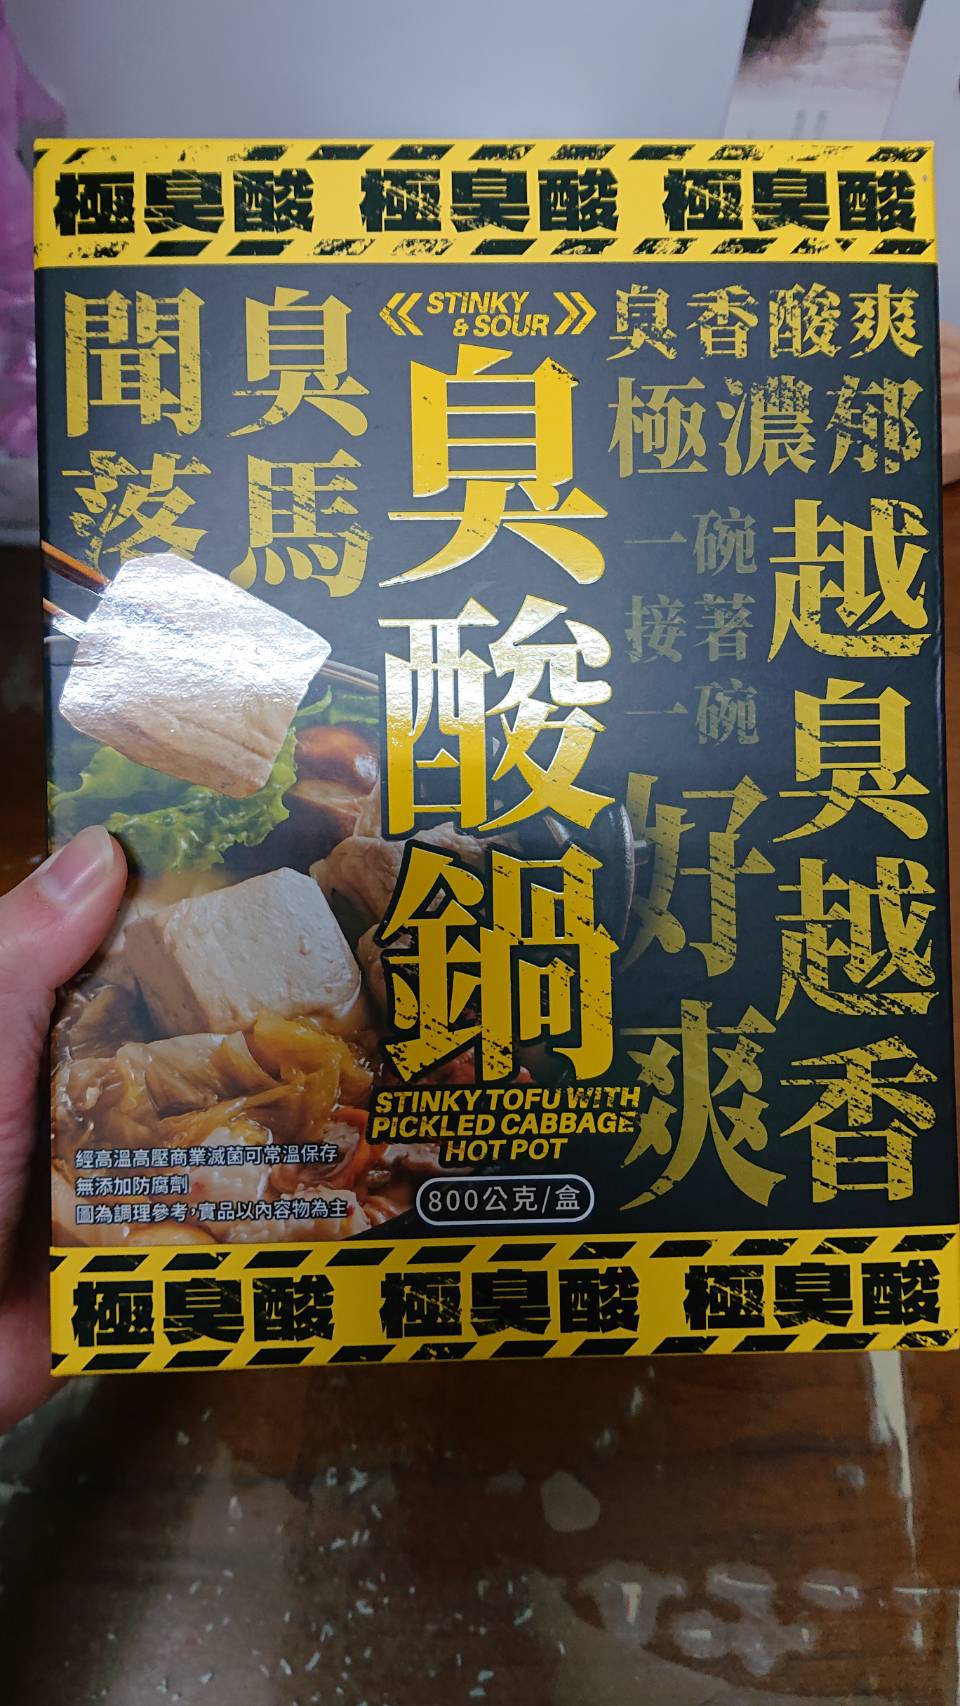 極臭酸 極臭酸 極臭酸
聞臭
落馬
STINKY
& SOUR
臭酸鍋
STINKY TOFU WITH
PICKLED CABBAGE
HOT POT
800公克/盒
臭香酸爽
極濃郁
越臭越香
一碗
接著
一碗
好爽
經高溫高壓商業滅菌可常溫保存
無添加防腐劑
圖為調理參考，實品以內容物為主
極臭酸 極臭酸 極臭酸